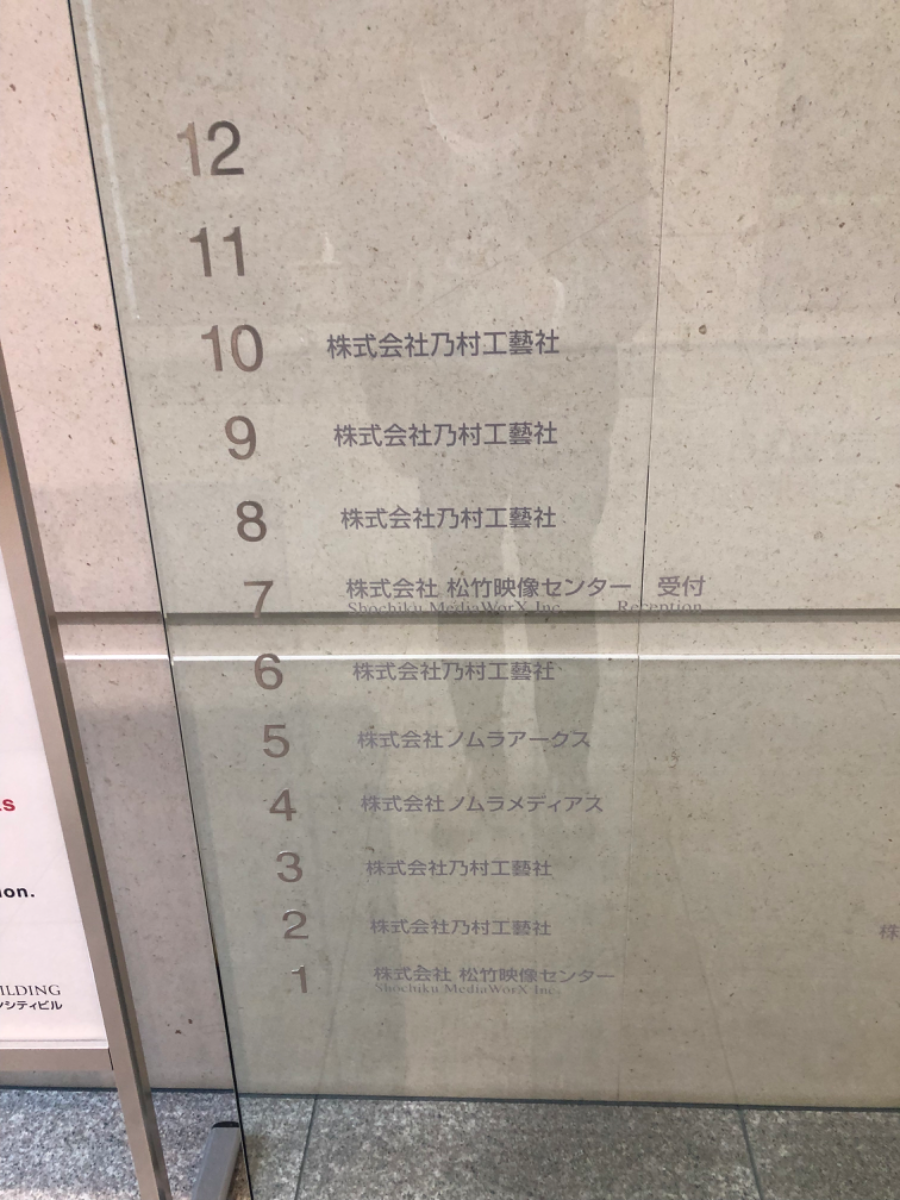 12
11
10 株式会社乃村工藝社
9 株式会社乃村工藝社
8 株式会社乃村工藝社
7 株式会社 松竹映像センター 受付
Shochiku MediaWorX Inc. Reception
6 株式会社乃村工藝社
5 株式会社ノムラアークス
4 株式会社ノムラメディアス
3 株式会社乃村工藝社
2 株式会社乃村工藝社
1 株式会社 松竹映像センター
Shochiku MediaWorX Inc.
株